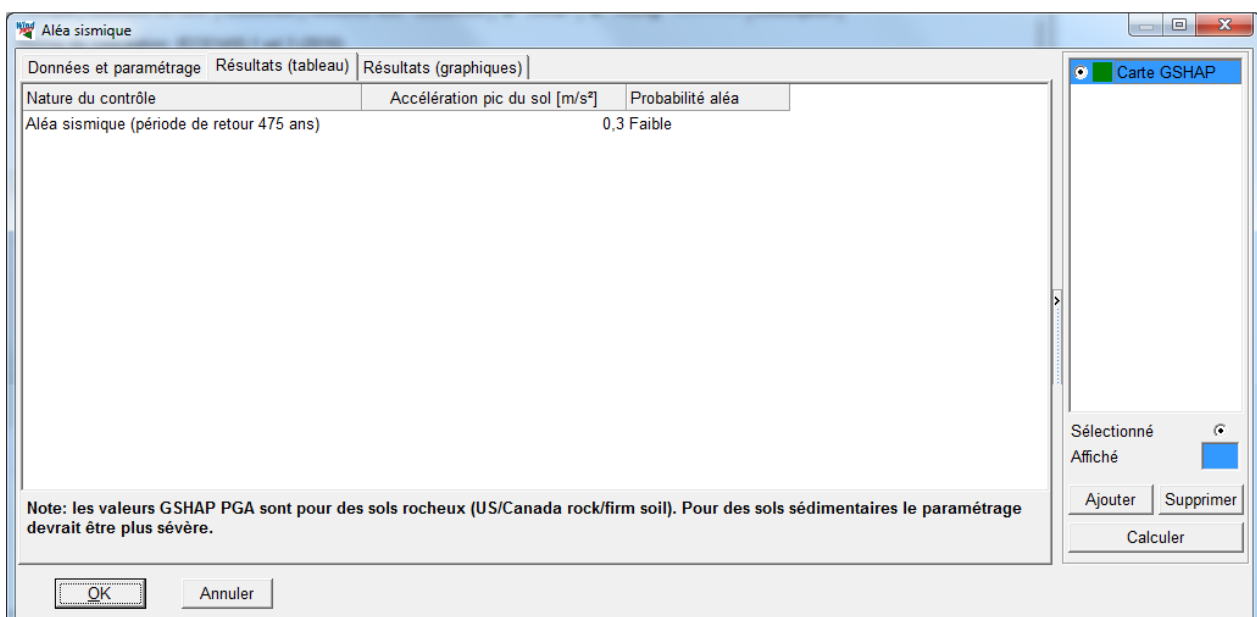 Wind
Aléa sismique
Données et paramétrage Résultats (tableau) Résultats (graphiques)
Nature du contrôle Accélération pic du sol [m/s²] Probabilité aléa
Aléa sismique (période de retour 475 ans) 0,3 Faible
Note: les valeurs GSHAP PGA sont pour des sols rocheux (US/Canada rock/firm soil). Pour des sols sédimentaires le paramétrage
devrait être plus sévère.
OK Annuler
Carte GSHAP
Sélectionné
Affiché
Ajouter Supprimer
Calculer